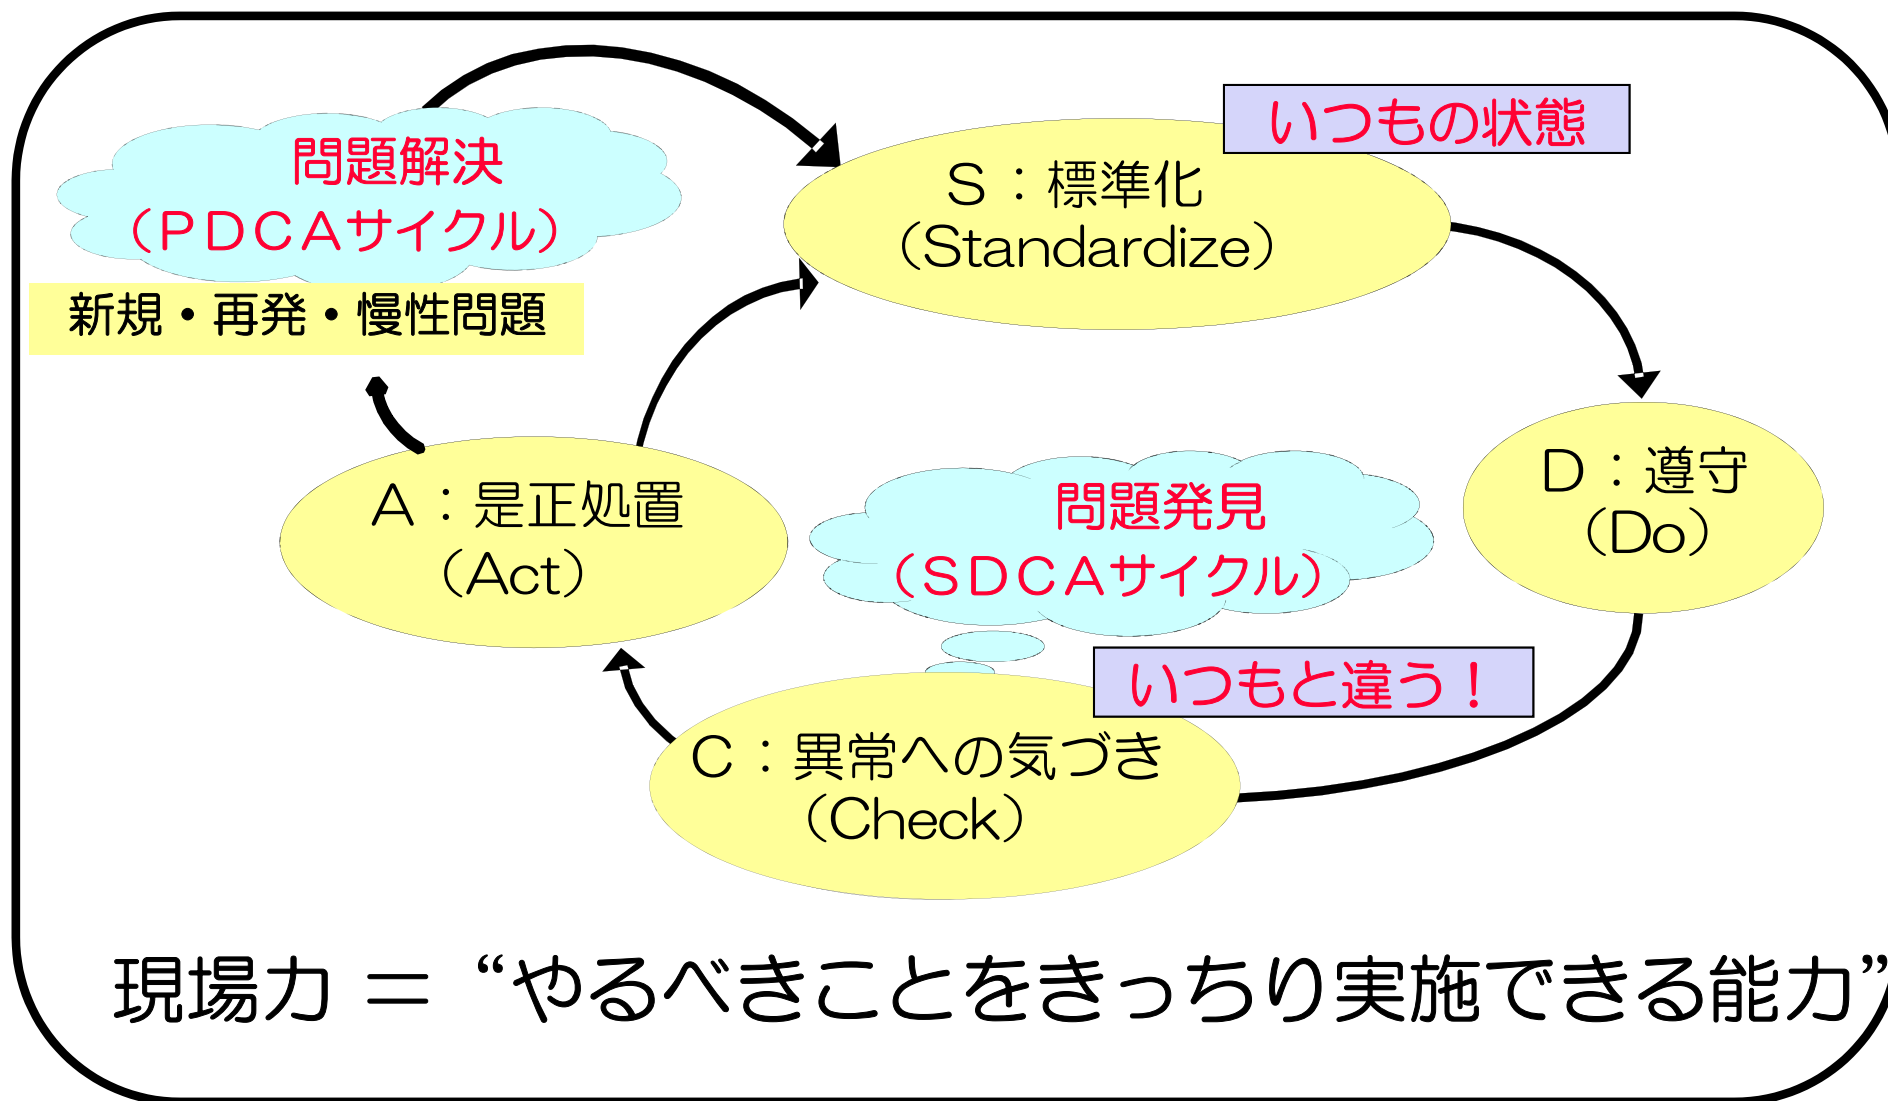 いつもの状態
問題解決
（ＰＤＣＡサイクル）
新規・再発・慢性問題
Ｓ：標準化
（Standardize）
Ｄ：遵守
（Do）
Ａ：是正処置
（Act）
問題発見
（ＳＤＣＡサイクル）
いつもと違う！
Ｃ：異常への気づき
（Check）
現場力 ＝ “やるべきことをきっちり実施できる能力”